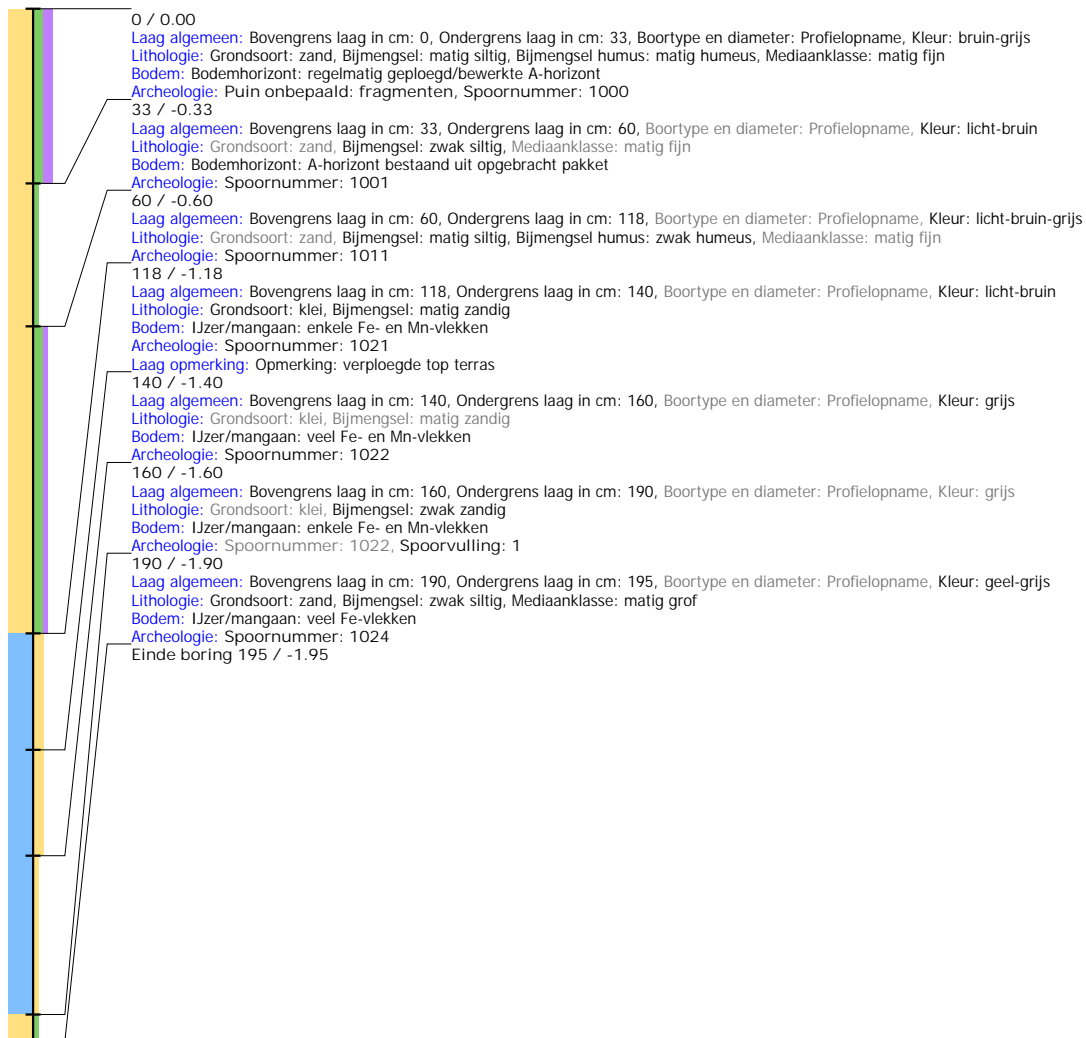 0 / 0.00
Laag algemeen: Bovengrens laag in cm: 0, Ondergrens laag in cm: 33, Boortype en diameter: Profielopname, Kleur: bruin-grijs
Lithologie: Grondsoort: zand, Bijmengsel: matig siltig, Bijmengsel humus: matig humeus, Mediaanklasse: matig fijn
Bodem: Bodemhorizont: regelmatig geploegd/bewerkte A-horizont
Archeologie: Puin onbepaald: fragmenten, Spoornummer: 1000
33 / -0.33
Laag algemeen: Bovengrens laag in cm: 33, Ondergrens laag in cm: 60, Boortype en diameter: Profielopname, Kleur: licht-bruin
Lithologie: Grondsoort: zand, Bijmengsel: zwak siltig, Mediaanklasse: matig fijn
Bodem: Bodemhorizont: A-horizont bestaand uit opgebracht pakket
Archeologie: Spoornummer: 1001
60 / -0.60
Laag algemeen: Bovengrens laag in cm: 60, Ondergrens laag in cm: 118, Boortype en diameter: Profielopname, Kleur: licht-bruin-grijs
Lithologie: Grondsoort: zand, Bijmengsel: matig siltig, Bijmengsel humus: zwak humeus, Mediaanklasse: matig fijn
Archeologie: Spoornummer: 1011
118 / -1.18
Laag algemeen: Bovengrens laag in cm: 118, Ondergrens laag in cm: 140, Boortype en diameter: Profielopname, Kleur: licht-bruin
Lithologie: Grondsoort: klei, Bijmengsel: matig zandig
Bodem: IJzer/mangaan: enkele Fe- en Mn-vlekken
Archeologie: Spoornummer: 1021
Laag opmerking: Opmerking: verploegde top terras
140 / -1.40
Laag algemeen: Bovengrens laag in cm: 140, Ondergrens laag in cm: 160, Boortype en diameter: Profielopname, Kleur: grijs
Lithologie: Grondsoort: klei, Bijmengsel: matig zandig
Bodem: IJzer/mangaan: veel Fe- en Mn-vlekken
Archeologie: Spoornummer: 1022
160 / -1.60
Laag algemeen: Bovengrens laag in cm: 160, Ondergrens laag in cm: 190, Boortype en diameter: Profielopname, Kleur: grijs
Lithologie: Grondsoort: klei, Bijmengsel: zwak zandig
Bodem: IJzer/mangaan: enkele Fe- en Mn-vlekken
Archeologie: Spoornummer: 1022, Spoorvulling: 1
190 / -1.90
Laag algemeen: Bovengrens laag in cm: 190, Ondergrens laag in cm: 195, Boortype en diameter: Profielopname, Kleur: geel-grijs
Lithologie: Grondsoort: zand, Bijmengsel: zwak siltig, Mediaanklasse: matig grof
Bodem: IJzer/mangaan: veel Fe-vlekken
Archeologie: Spoornummer: 1024
Einde boring 195 / -1.95